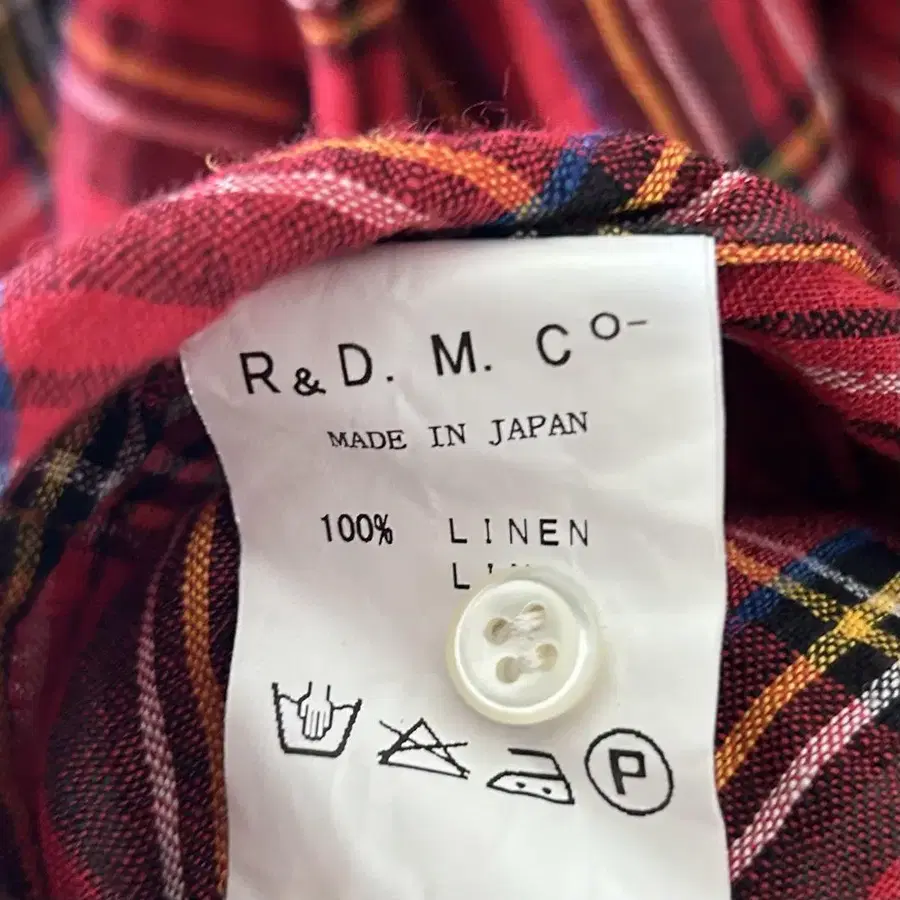 R & D. M. Co-
MADE IN JAPAN
100% LINEN
P